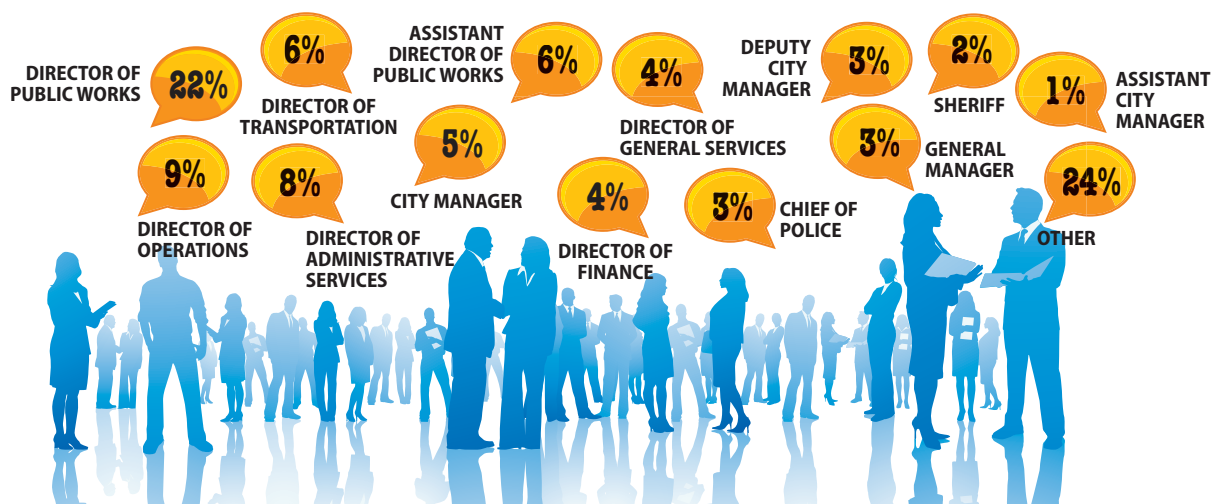 22%
DIRECTOR OF
PUBLIC WORKS
6%
DIRECTOR OF
TRANSPORTATION
ASSISTANT
DIRECTOR OF
PUBLIC WORKS
6%
4%
DIRECTOR OF
GENERAL SERVICES
DEPUTY
CITY
MANAGER
3%
2%
SHERIFF
1%
ASSISTANT
CITY
MANAGER
9%
DIRECTOR OF
OPERATIONS
8%
DIRECTOR OF
ADMINISTRATIVE
SERVICES
5%
CITY MANAGER
4%
DIRECTOR OF
FINANCE
3%
CHIEF OF
POLICE
3%
GENERAL
MANAGER
24%
OTHER